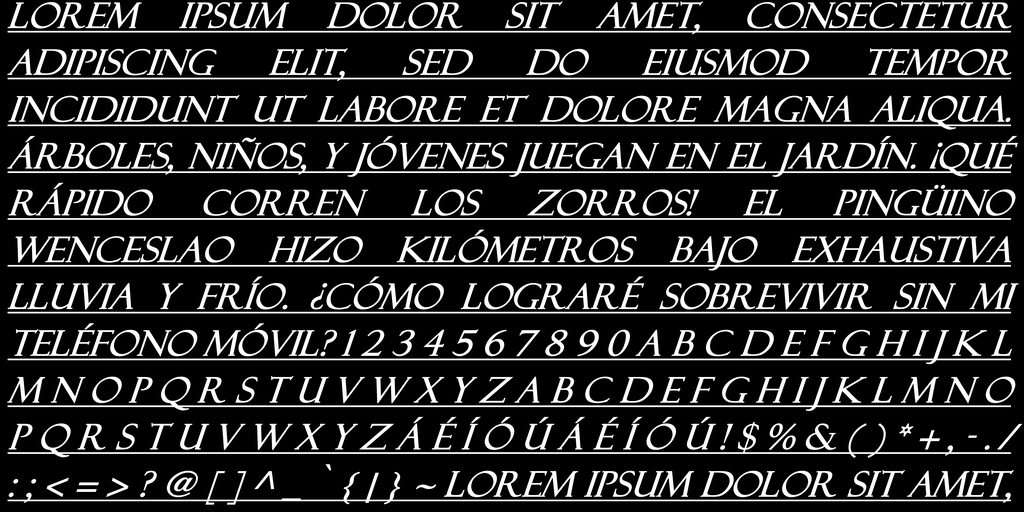 LOREM IPSUM DOLOR SIT AMET, CONSECTETUR
ADIPISCING ELIT, SED DO EIUSMOD TEMPOR
INCIDIDUNT UT LABORE ET DOLORE MAGNA ALIQUA.
ÁRBOLES, NIÑOS, Y JÓVENES JUEGAN EN EL JARDÍN. ¡QUÉ
RÁPIDO CORREN LOS ZORROS! EL PINGÜINO
WENCESLAO HIZO KILÓMETROS BAJO EXHAUSTIVA
LLUVIA Y FRÍO. ¿CÓMO LOGRARÉ SOBREVIVIR SIN MI
TELÉFONO MÓVIL? 1 2 3 4 5 6 7 8 9 0 A B C D E F G H I J K L
M N O P Q R S T U V W X Y Z A B C D E F G H I J K L M N O
P Q R S T U V W X Y Z Á É Í Ó Ú Á É Í Ó Ú ! $ % & ( ) * + , - . /
: ; < = > ? @ [ ] ^ _ ` { | } ~ LOREM IPSUM DOLOR SIT AMET,